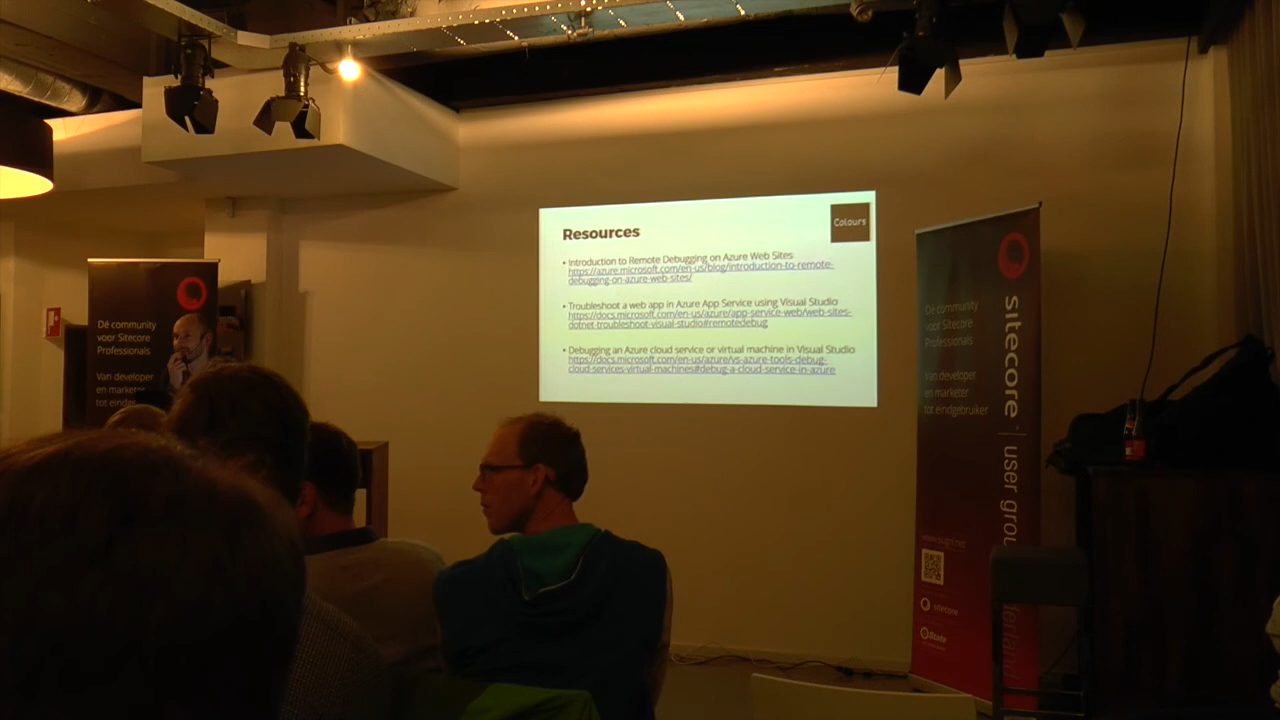 Resources
Colours
• Introduction to Remote Debugging on Azure Web Sites
https://azure.microsoft.com/en-us/blog/introduction-to-remote-
debugging-on-azure-web-sites/
• Troubleshoot a web app in Azure App Service using Visual Studio
https://docs.microsoft.com/en-us/azure/app-service-web/web-sites-
dotnet-troubleshoot-visual-studio#remotedebug
• Debugging an Azure cloud service or virtual machine in Visual Studio
https://docs.microsoft.com/en-us/azure/vs-azure-tools-debug-
cloud-services-virtual-machines#debug-a-cloud-service-in-azure
Dé community
voor Sitecore
Professionals
Van developer
en marketer
tot eindge
Dé community
voor Sitecore
Professionals
Van developer
en marketer
tot eindgebruiker
sitecore | user grou
derland
sitecore